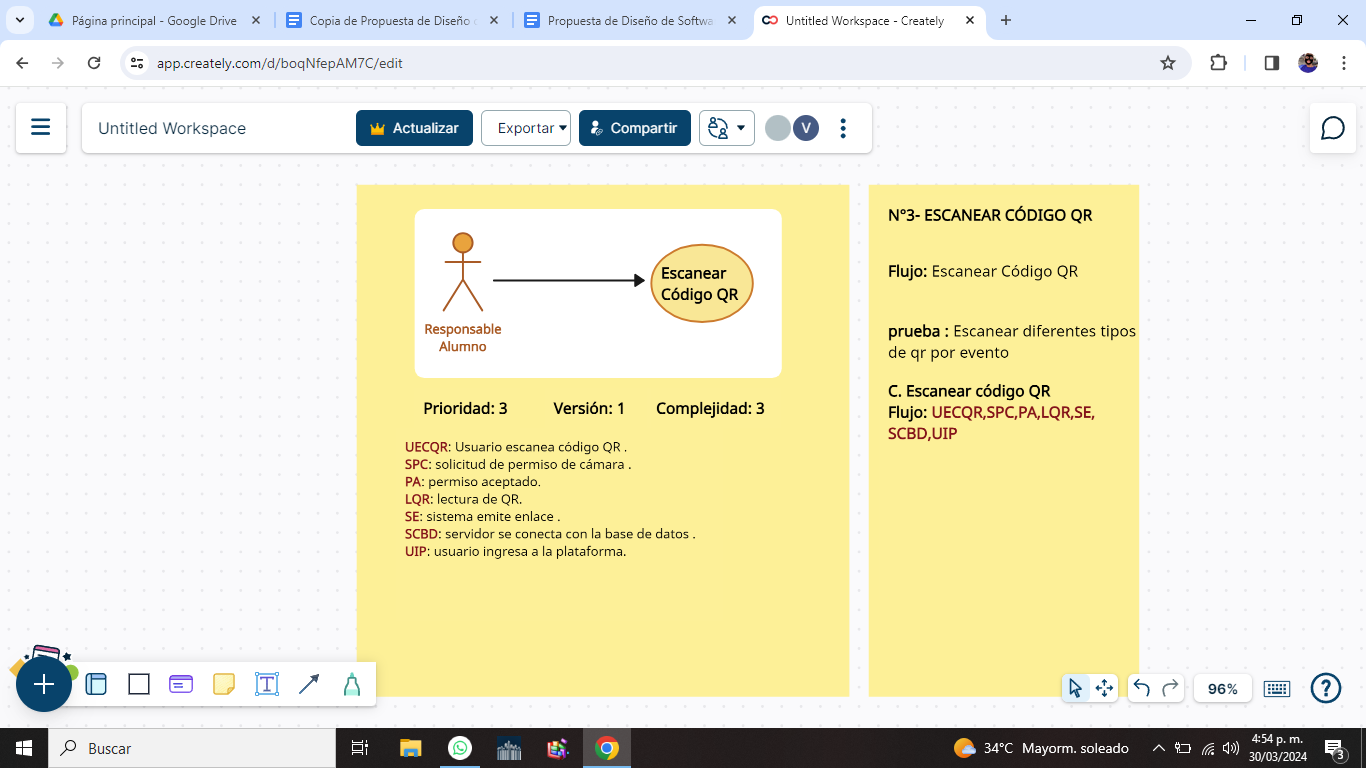 Página principal - Google Drive
Copia de Propuesta de Diseño d
Propuesta de Diseño de Softwa
Untitled Workspace - Creately
app.creately.com/d/boqNfepAM7C/edit
Untitled Workspace
Actualizar
Exportar
Compartir
V
Escanear
Código QR
Responsable
Alumno
Prioridad: 3 Versión: 1 Complejidad: 3
UECQR: Usuario escanea código QR .
SPC: solicitud de permiso de cámara .
PA: permiso aceptado.
LQR: lectura de QR.
SE: sistema emite enlace .
SCBD: servidor se conecta con la base de datos .
UIP: usuario ingresa a la plataforma.
N°3- ESCANEAR CÓDIGO QR
Flujo: Escanear Código QR
prueba : Escanear diferentes tipos
de qr por evento
C. Escanear código QR
Flujo: UECQR,SPC,PA,LQR,SE,
SCBD,UIP
T
96%
?
Buscar
34°C Mayorm. soleado
4:54 p. m.
30/03/2024
3